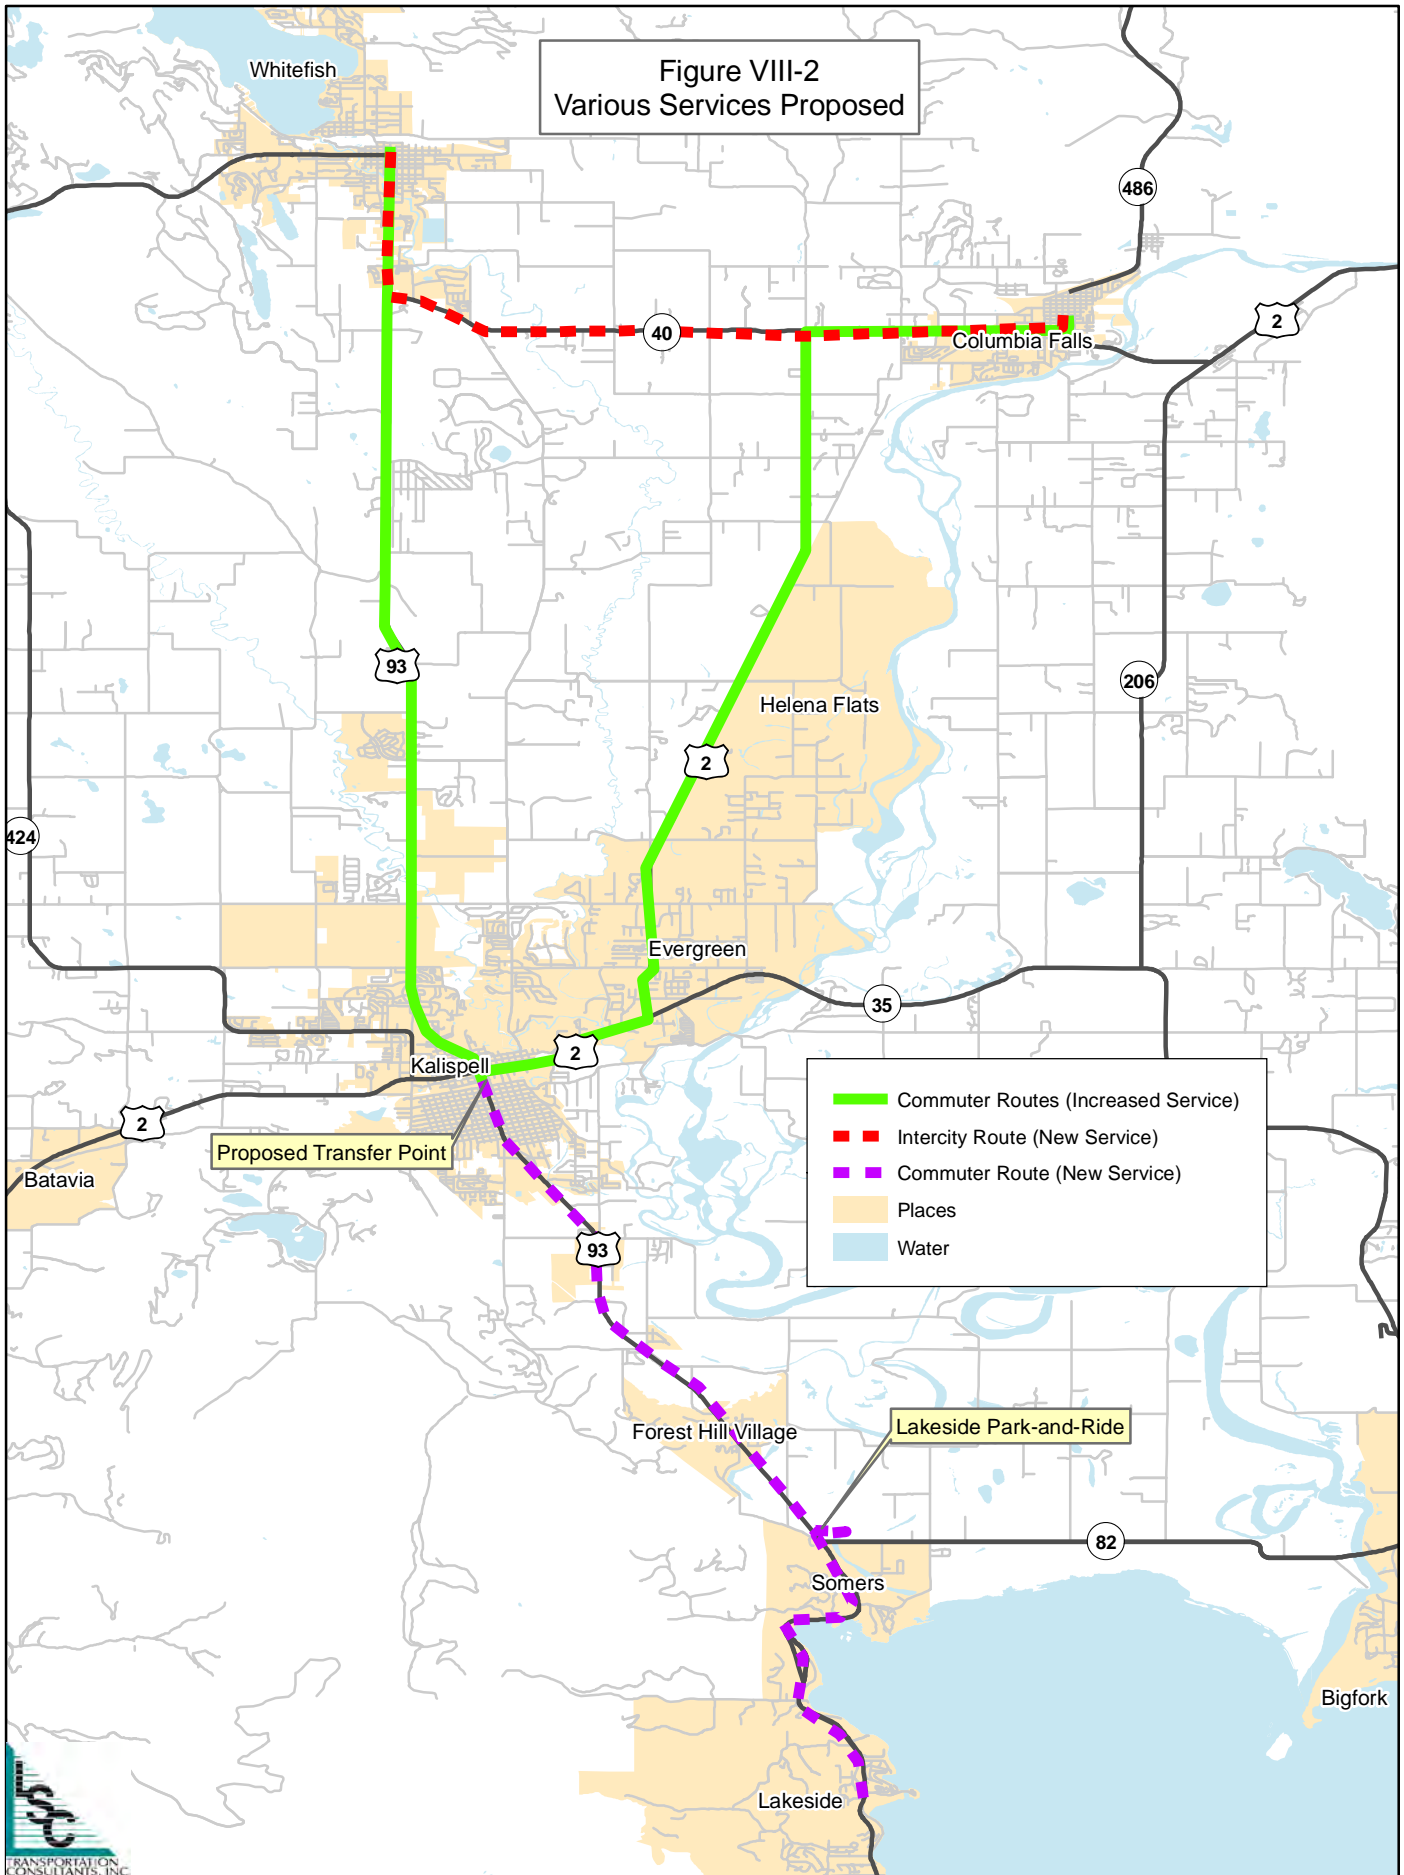 Figure VIII-2
Various Services Proposed
Whitefish
486
2
40
Columbia Falls
93
206
Helena Flats
2
424
Evergreen
35
2
Kalispell
2
Proposed Transfer Point
Batavia
Commuter Routes (Increased Service)
Intercity Route (New Service)
Commuter Route (New Service)
Places
Water
93
Forest Hill Village
Lakeside Park-and-Ride
82
Somers
Bigfork
Lakeside
LSC
TRANSPORTATION
CONSULTANTS, INC.